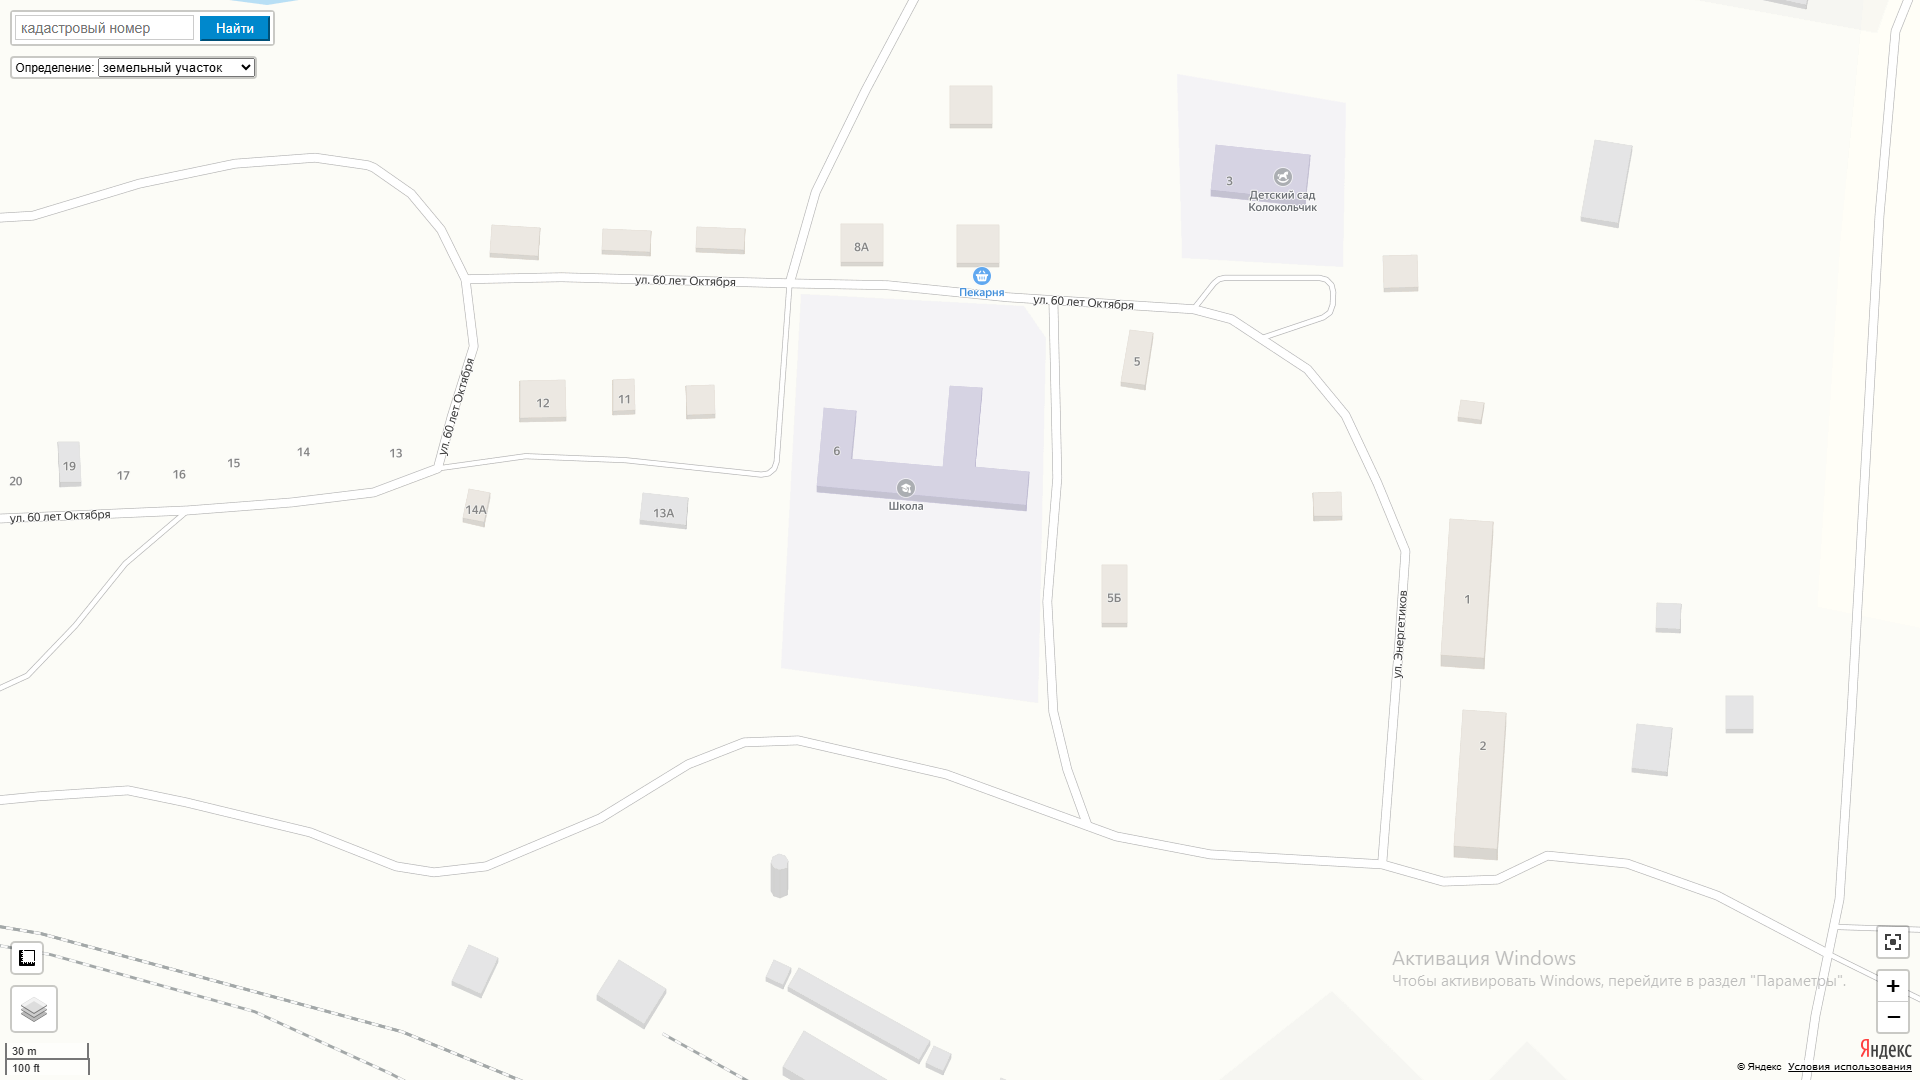 кадастровый номер
Найти
Определение:
земельный участок
3
Детский сад
Колокольчик
8А
ул. 60 лет Октября
Пекарня
ул. 60 лет Октября
5
ул. 60 лет Октября
12
11
6
Школа
13
14
15
16
17
19
20
ул. 60 лет Октября
14А
13А
5Б
1
ул. Энергетиков
2
Активация Windows
Чтобы активировать Windows, перейдите в раздел "Параметры".
+
−
30 m
100 ft
Яндекс
© Яндекс Условия использования